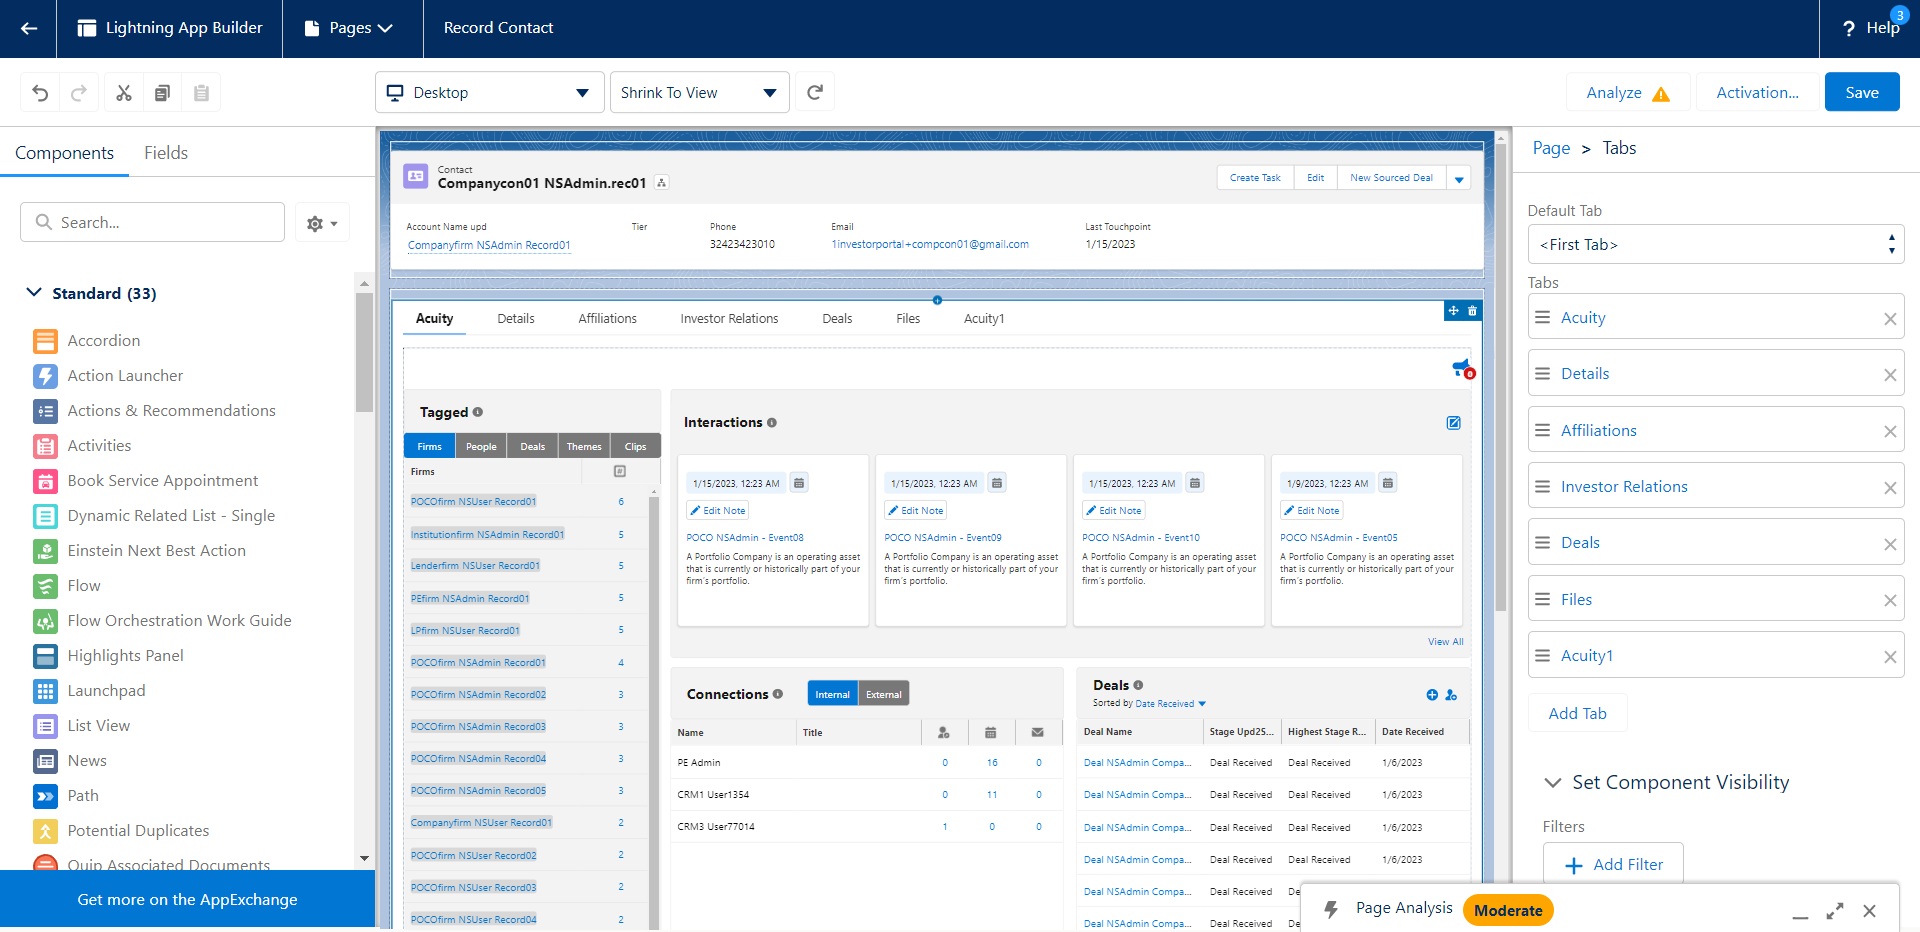 Lightning App Builder
Pages
Record Contact
3
? Help
Desktop
Shrink To View
Analyze
Activation...
Save
Components
Fields
Search...
Standard (33)
Accordion
Action Launcher
Actions & Recommendations
Activities
Book Service Appointment
Dynamic Related List - Single
Einstein Next Best Action
Flow
Flow Orchestration Work Guide
Highlights Panel
Launchpad
List View
News
Path
Potential Duplicates
Quip Associated Documents
Get more on the AppExchange
Contact
Companycon01 NSAdmin.rec01
Create Task
Edit
New Sourced Deal
Account Name upd
Tier
Phone
Email
Last Touchpoint
Companyfirm NSAdmin Record01
32423423010
1investorportal+compcon01@gmail.com
1/15/2023
Acuity
Details
Affiliations
Investor Relations
Deals
Files
Acuity1
Tagged
Firms
People
Deals
Themes
Clips
Firms
POCOfirm NSUser Record01 6
Institutionfirm NSAdmin Record01 5
Lenderfirm NSUser Record01 5
PEfirm NSAdmin Record01 5
LPfirm NSUser Record01 5
POCOfirm NSAdmin Record01 4
POCOfirm NSAdmin Record02 3
POCOfirm NSAdmin Record03 3
POCOfirm NSAdmin Record04 3
POCOfirm NSAdmin Record05 3
Companyfirm NSUser Record01 2
POCOfirm NSUser Record02 2
POCOfirm NSUser Record03 2
POCOfirm NSUser Record04 2
Interactions
1/15/2023, 12:23 AM
Edit Note
POCO NSAdmin - Event08
A Portfolio Company is an operating asset
that is currently or historically part of your
firm's portfolio.
1/15/2023, 12:23 AM
Edit Note
POCO NSAdmin - Event09
A Portfolio Company is an operating asset
that is currently or historically part of your
firm's portfolio.
1/15/2023, 12:23 AM
Edit Note
POCO NSAdmin - Event10
A Portfolio Company is an operating asset
that is currently or historically part of your
firm's portfolio.
1/9/2023, 12:23 AM
Edit Note
POCO NSAdmin - Event05
A Portfolio Company is an operating asset
that is currently or historically part of your
firm's portfolio.
View All
Connections
Internal
External
Name Title
PE Admin 0 16 0
CRM1 User1354 0 11 0
CRM3 User77014 1 0 0
Deals
Sorted by Date Received
Deal Name Stage Upd2S... Highest Stage R... Date Received
Deal NSAdmin Compa... Deal Received Deal Received 1/6/2023
Deal NSAdmin Compa... Deal Received Deal Received 1/6/2023
Deal NSAdmin Compa... Deal Received Deal Received 1/6/2023
Deal NSAdmin Compa... Deal Received Deal Received 1/6/2023
Deal NSAdmin Compa... Deal Received Dea
Deal NSAdmin Compa... Deal Received Dea
Page > Tabs
Default Tab
<First Tab>
Tabs
Acuity
Details
Affiliations
Investor Relations
Deals
Files
Acuity1
Add Tab
Set Component Visibility
Filters
Add Filter
Page Analysis
Moderate